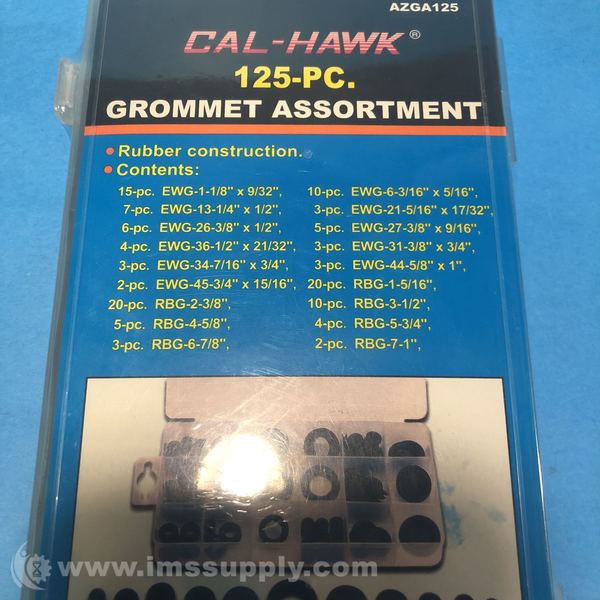 AZGA125
CAL-HAWK®
125-PC.
GROMMET ASSORTMENT
• Rubber construction.
• Contents:
15-pc. EWG-1-1/8" x 9/32", 10-pc. EWG-6-3/16" x 5/16",
7-pc. EWG-13-1/4" x 1/2", 3-pc. EWG-21-5/16" x 17/32",
6-pc. EWG-26-3/8" x 1/2", 5-pc. EWG-27-3/8" x 9/16",
4-pc. EWG-36-1/2" x 21/32", 3-pc. EWG-31-3/8" x 3/4",
3-pc. EWG-34-7/16" x 3/4", 3-pc. EWG-44-5/8" x 1",
2-pc. EWG-45-3/4" x 15/16", 20-pc. RBG-1-5/16",
20-pc. RBG-2-3/8", 10-pc. RBG-3-1/2",
5-pc. RBG-4-5/8", 4-pc. RBG-5-3/4",
3-pc. RBG-6-7/8", 2-pc. RBG-7-1",
www.imssupply.com